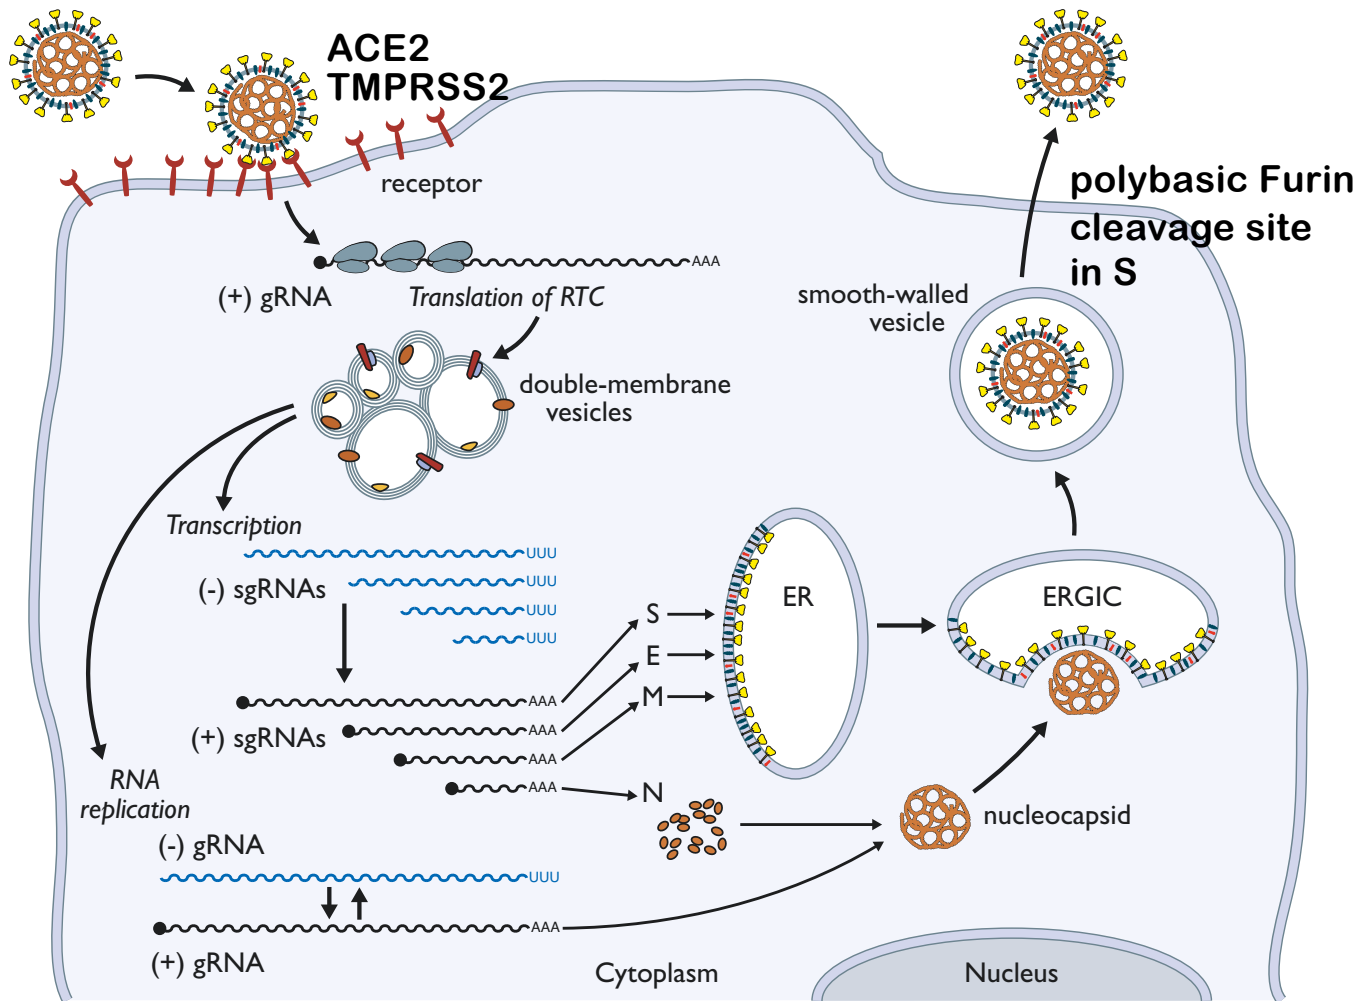 ACE2
TMPRSS2
receptor
polybasic Furin
cleavage site
in S
AAA
(+) gRNA
Translation of RTC
smooth-walled
vesicle
double-membrane
vesicles
Transcription
UUU
(-) sgRNAs
UUU
UUU
UUU
S
ER
ERGIC
E
M
AAA
(+) sgRNAs
AAA
AAA
AAA
N
RNA
replication
nucleocapsid
(-) gRNA
UUU
AAA
(+) gRNA
Cytoplasm
Nucleus